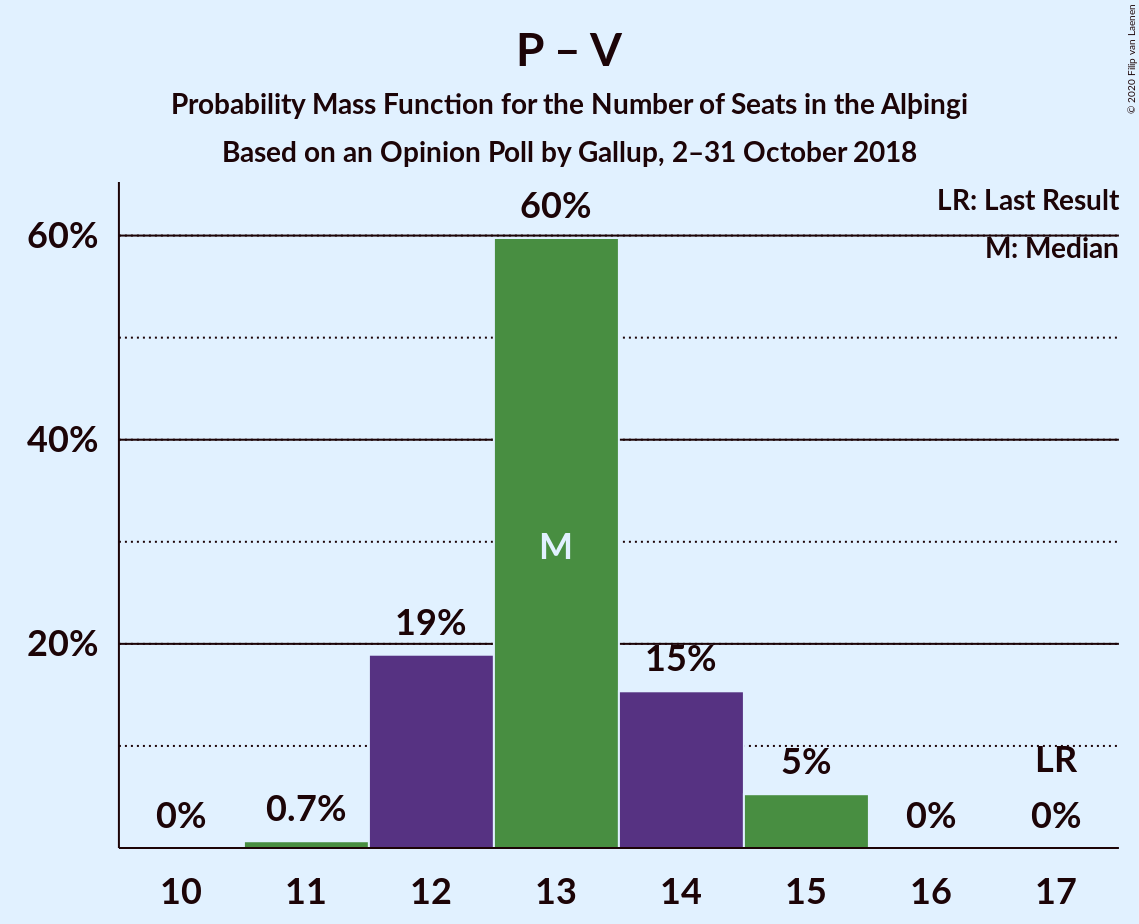 P – V
Probability Mass Function for the Number of Seats in the Alþingi
Based on an Opinion Poll by Gallup, 2–31 October 2018
© 2020 Filip van Laenen
LR: Last Result
M: Median
60%
40%
20%
0%
0.7%
19%
60%
M
15%
5%
0%
LR
0%
10 11 12 13 14 15 16 17